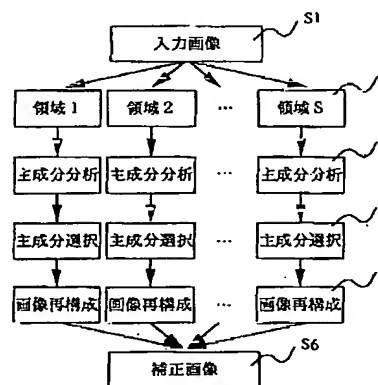 S1
入力画像
領域1 領域2 … 領域S
主成分分析 主成分分析 … 主成分分析
主成分選択 主成分選択 … 主成分選択
画像再構成 画像再構成 … 画像再構成
S6
補正画像